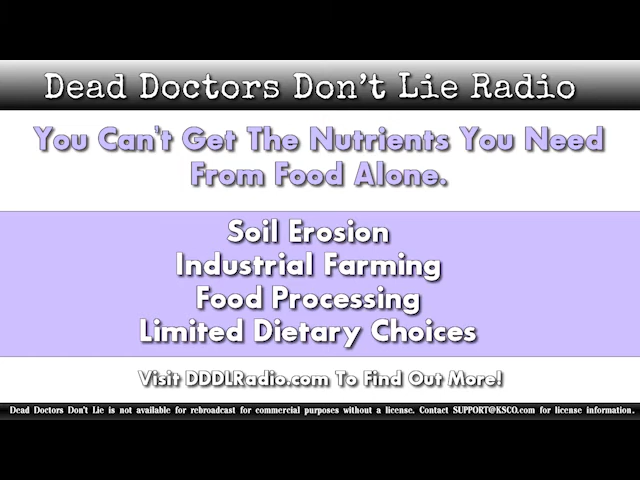 Dead Doctors Don't Lie Radio
You Can't Get The Nutrients You Need
From Food Alone.
Soil Erosion
Industrial Farming
Food Processing
Limited Dietary Choices
Visit DDDLRadio.com To Find Out More!
Dead Doctors Don't Lie is not available for rebroadcast for commercial purposes without a license. Contact SUPPORT@KSCO.com for license information.